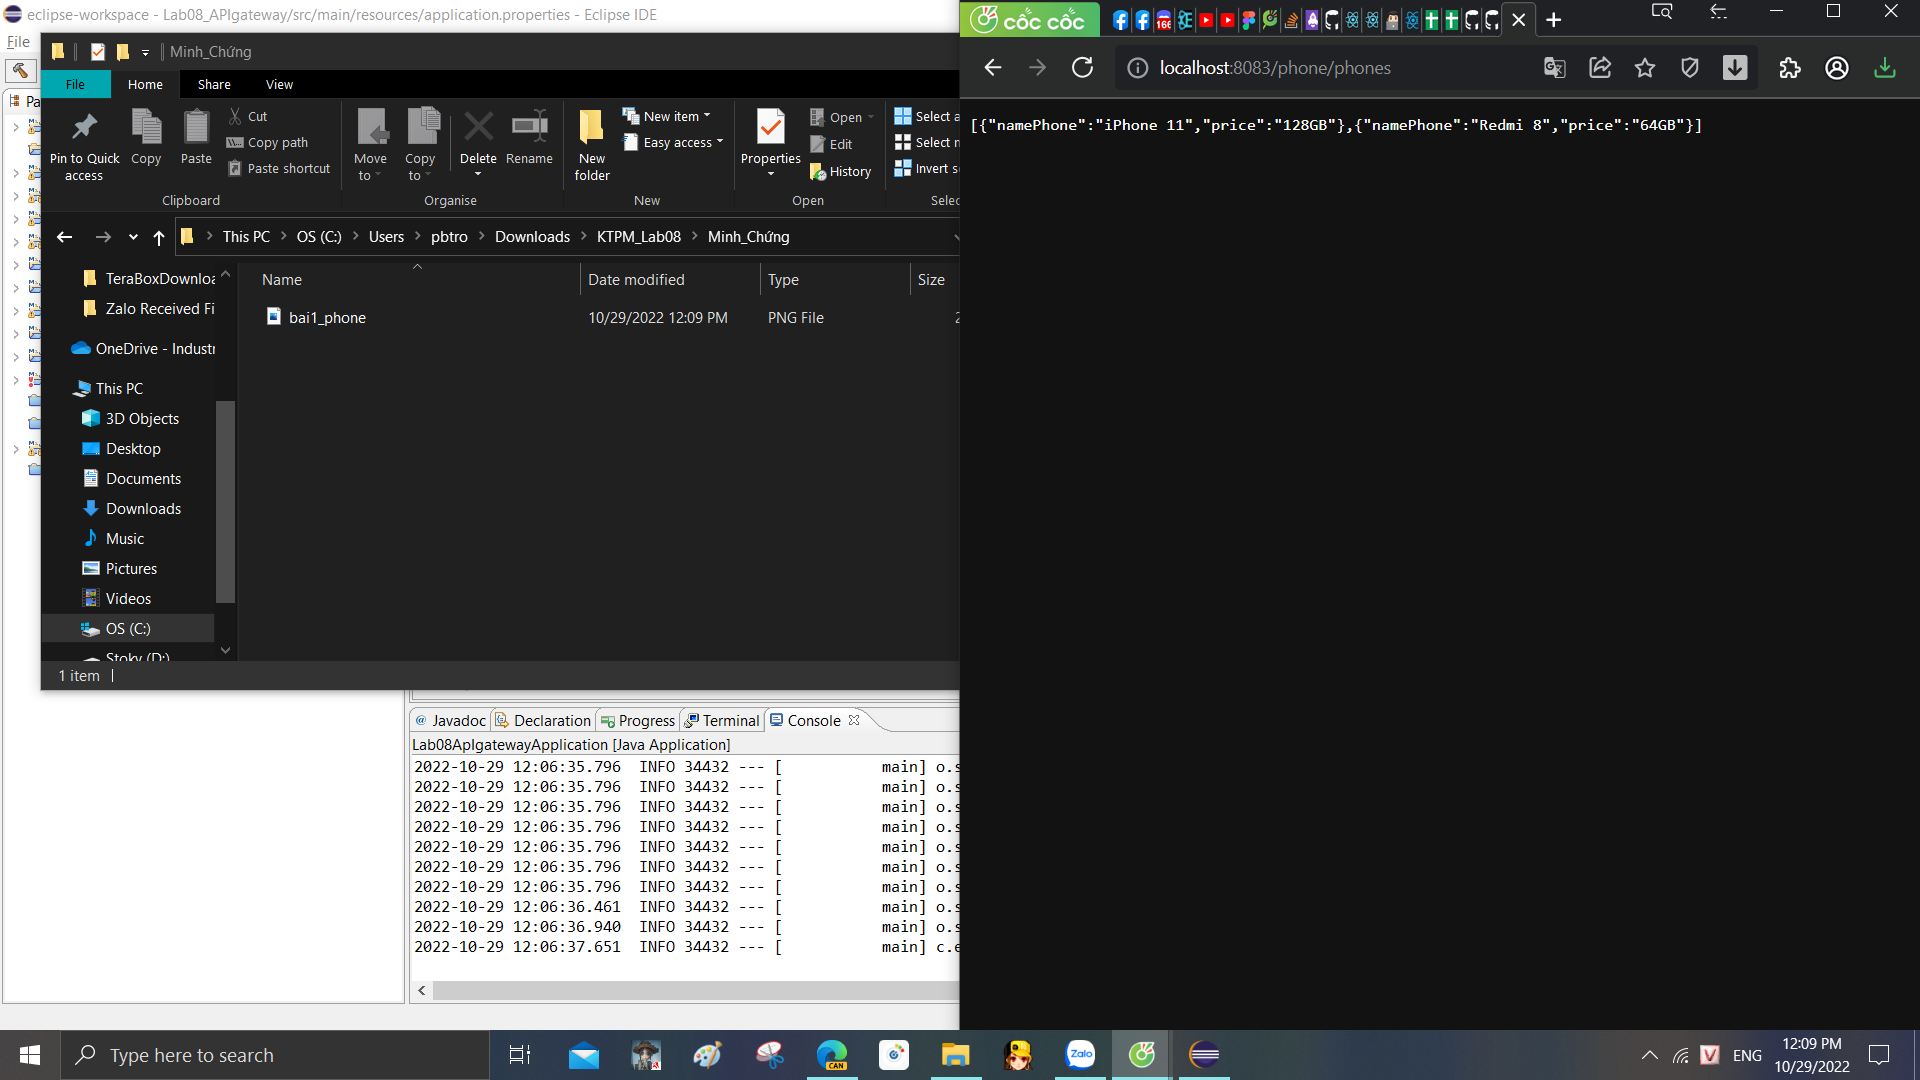 eclipse-workspace - Lab08_APIgateway/src/main/resources/application.properties - Eclipse IDE
File
Pa
Minh_Chứng
File Home Share View
Pin to Quick access
Copy
Paste
Cut
Copy path
Paste shortcut
Clipboard
Move to
Copy to
Delete
Rename
Organise
New folder
New item
Easy access
New
Properties
Open
Edit
History
Open
Select a
Select n
Invert s
Selec
This PC > OS (C:) > Users > pbtro > Downloads > KTPM_Lab08 > Minh_Chứng
Name Date modified Type Size
bai1_phone 10/29/2022 12:09 PM PNG File 2
TeraBoxDownloa
Zalo Received Fi
OneDrive - Industr
This PC
3D Objects
Desktop
Documents
Downloads
Music
Pictures
Videos
OS (C:)
Stoky (D:)
1 item
@ Javadoc Declaration Progress Terminal Console
Lab08ApIgatewayApplication [Java Application]
2022-10-29 12:06:35.796 INFO 34432 --- [ main] o.s
2022-10-29 12:06:35.796 INFO 34432 --- [ main] o.s
2022-10-29 12:06:35.796 INFO 34432 --- [ main] o.s
2022-10-29 12:06:35.796 INFO 34432 --- [ main] o.s
2022-10-29 12:06:35.796 INFO 34432 --- [ main] o.s
2022-10-29 12:06:35.796 INFO 34432 --- [ main] o.s
2022-10-29 12:06:35.796 INFO 34432 --- [ main] o.s
2022-10-29 12:06:36.461 INFO 34432 --- [ main] o.s
2022-10-29 12:06:36.940 INFO 34432 --- [ main] o.s
2022-10-29 12:06:37.651 INFO 34432 --- [ main] c.e
cốc cốc
166
localhost:8083/phone/phones
[{"namePhone":"iPhone 11","price":"128GB"},{"namePhone":"Redmi 8","price":"64GB"}]
Type here to search
CAN
Zalo
V
ENG
12:09 PM
10/29/2022